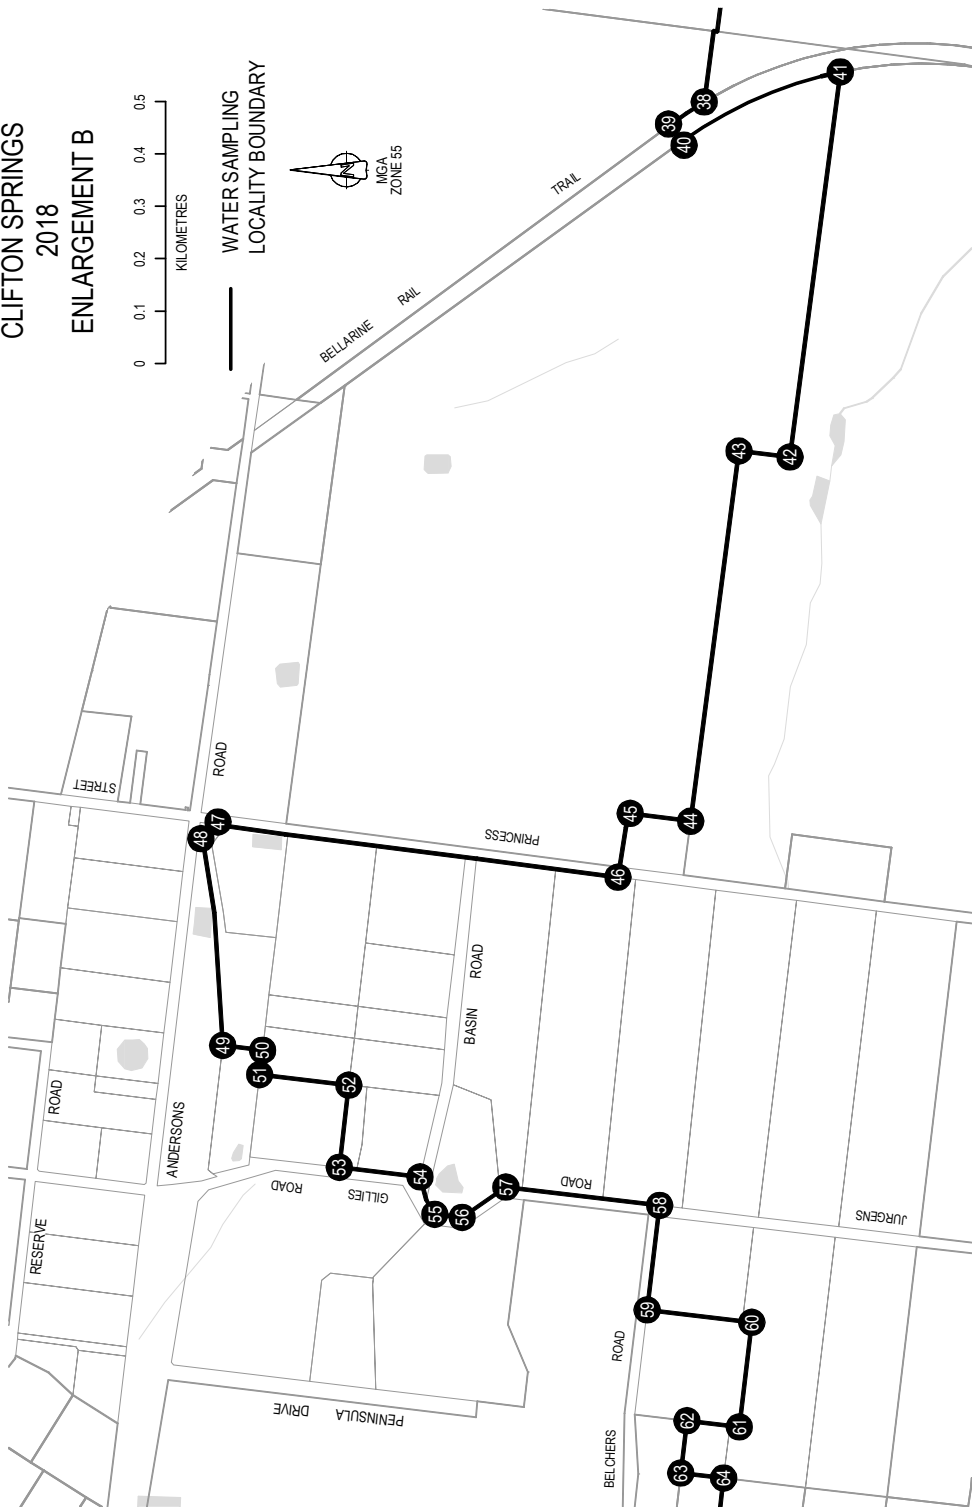 CLIFTON SPRINGS
2018
ENLARGEMENT B
0 0.1 0.2 0.3 0.4 0.5
KILOMETRES
WATER SAMPLING
LOCALITY BOUNDARY
N
MGA
ZONE 55
BELLARINE RAIL TRAIL
38
39
40
41
42
43
44
45
46
47
48
49
50
51
52
53
54
55
56
57
58
59
60
61
62
63
64
STREET
PRINCESS
ANDERSONS ROAD
RESERVE ROAD
BASIN ROAD
GILLIES ROAD
JURGENS ROAD
BELCHERS ROAD
PENINSULA DRIVE